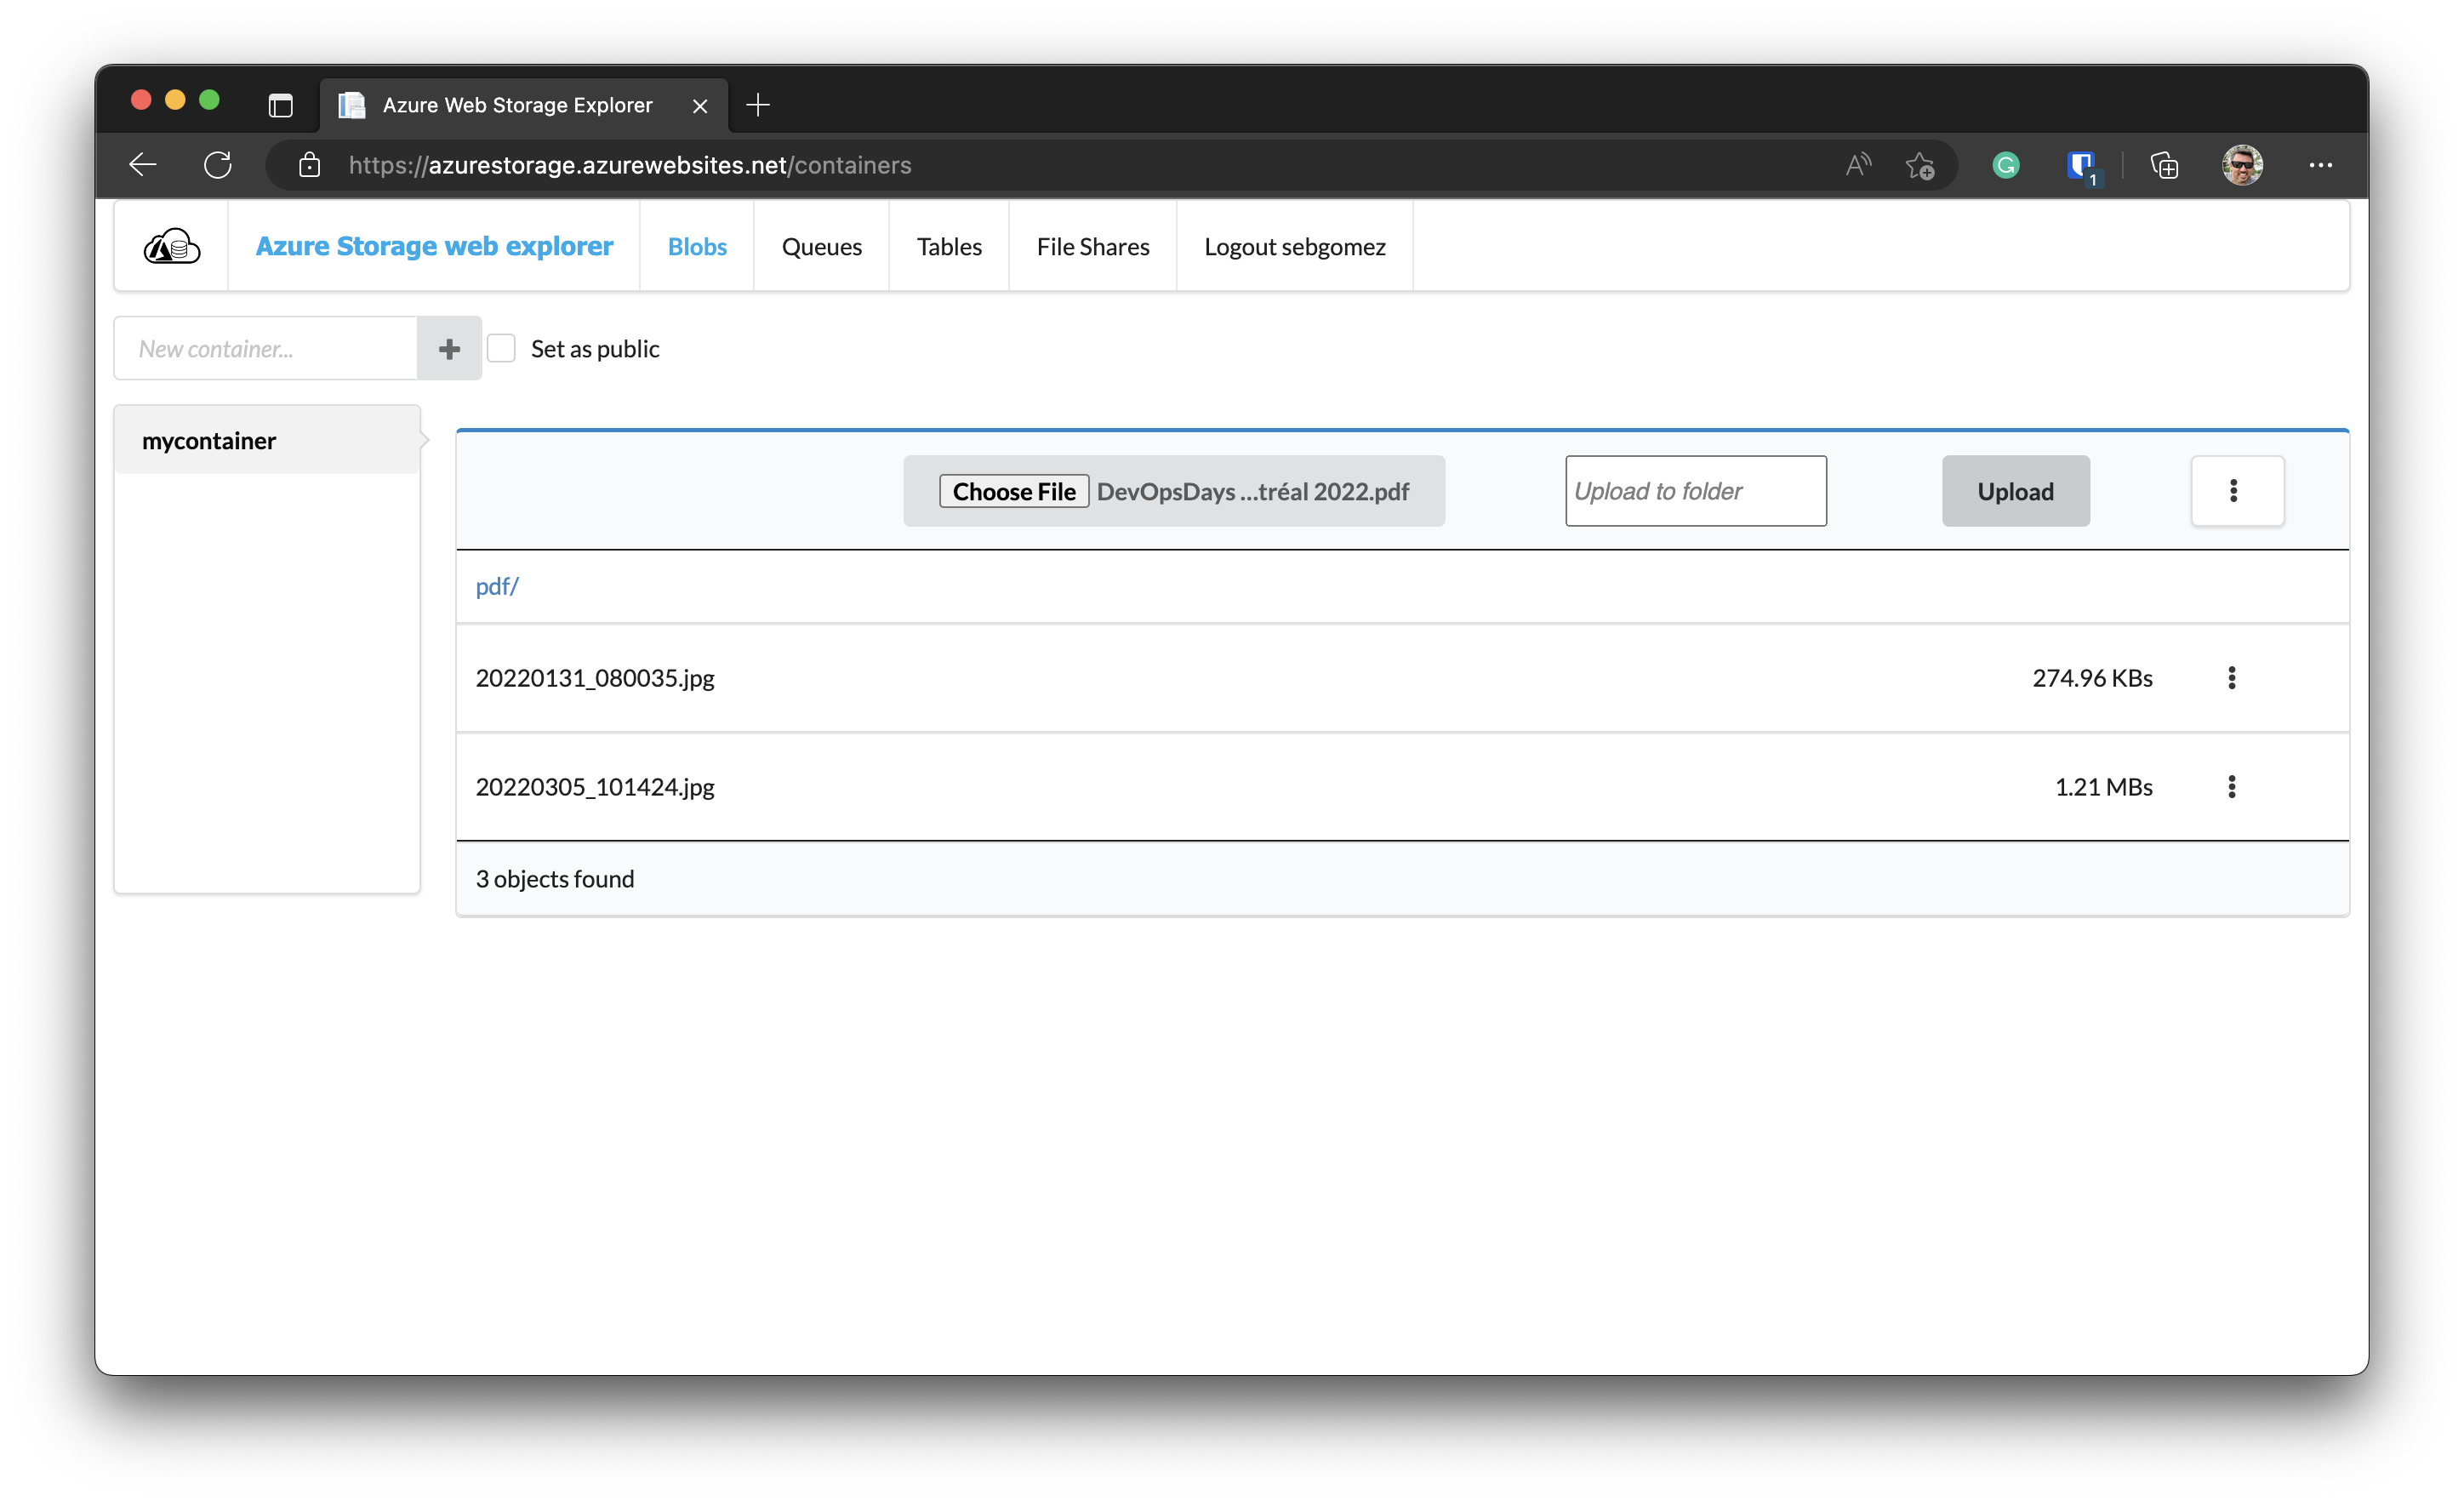 Azure Web Storage Explorer
https://azurestorage.azurewebsites.net/containers
1
Azure Storage web explorer Blobs Queues Tables File Shares Logout sebgomez
New container... Set as public
mycontainer
Choose File DevOpsDays ...tréal 2022.pdf Upload to folder Upload
pdf/
20220131_080035.jpg 274.96 KBs
20220305_101424.jpg 1.21 MBs
3 objects found